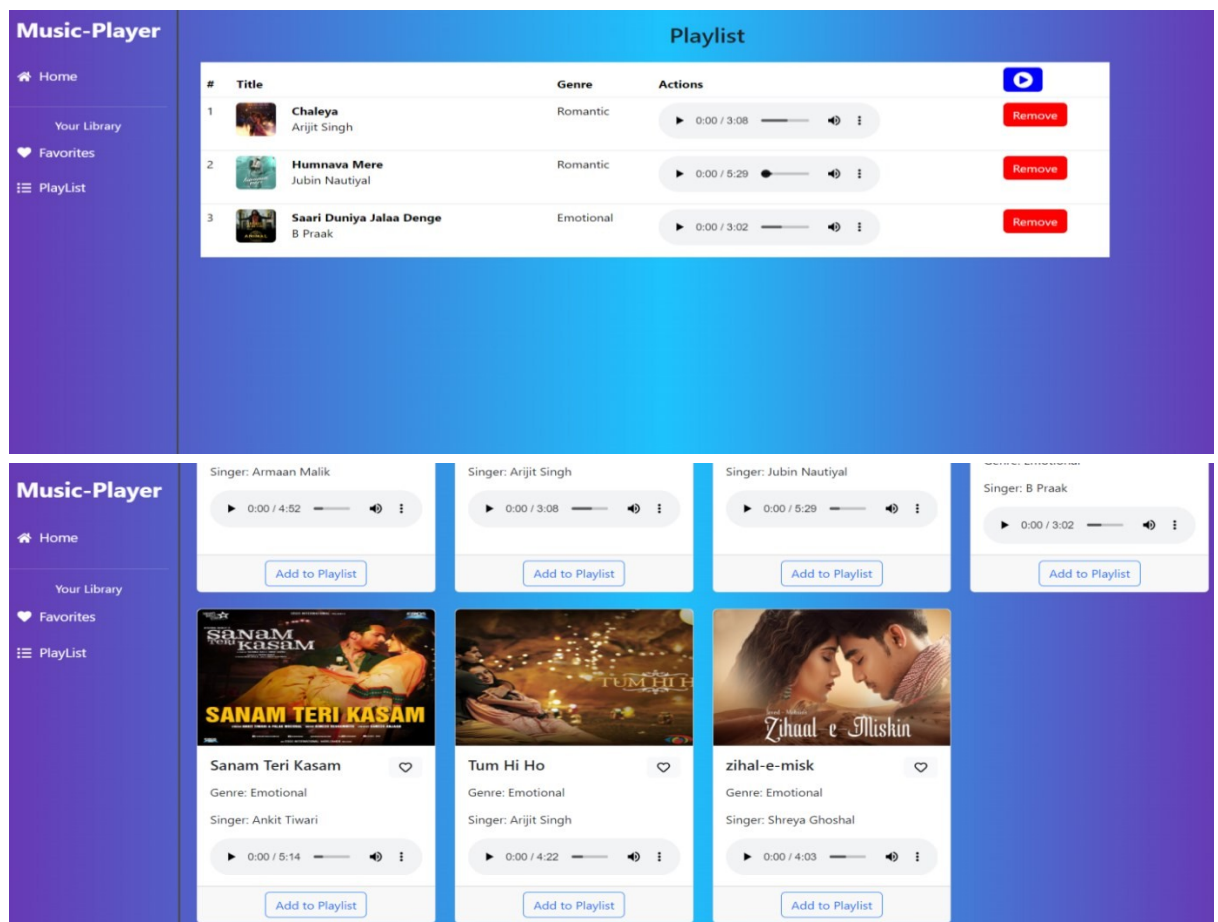 Music-Player
Home
Your Library
Favorites
PlayList
Playlist
# Title Genre Actions
1 Chaleya Romantic 0:00 / 3:08 Remove
Arijit Singh
2 Humnava Mere Romantic 0:00 / 5:29 Remove
Jubin Nautiyal
3 Saari Duniya Jalaa Denge Emotional 0:00 / 3:02 Remove
B Praak
ANIMAL
Music-Player
Home
Your Library
Favorites
PlayList
Singer: Armaan Malik
0:00 / 4:52
Add to Playlist
Singer: Arijit Singh
0:00 / 3:08
Add to Playlist
Singer: Jubin Nautiyal
0:00 / 5:29
Add to Playlist
Singer: B Praak
0:00 / 3:02
Add to Playlist
SANAM
TERI KASAM
SANAM TERI KASAM
Sanam Teri Kasam
Genre: Emotional
Singer: Ankit Tiwari
0:00 / 5:14
Add to Playlist
TUM HI H
Tum Hi Ho
Genre: Emotional
Singer: Arijit Singh
0:00 / 4:22
Add to Playlist
Zihaal e Miskin
zihal-e-misk
Genre: Emotional
Singer: Shreya Ghoshal
0:00 / 4:03
Add to Playlist